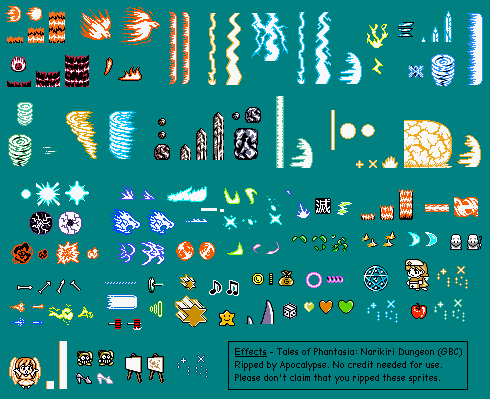 滅
Effects - Tales of Phantasia: Narikiri Dungeon (GBC)
Ripped by Apocalypse. No credit needed for use.
Please don't claim that you ripped these sprites.